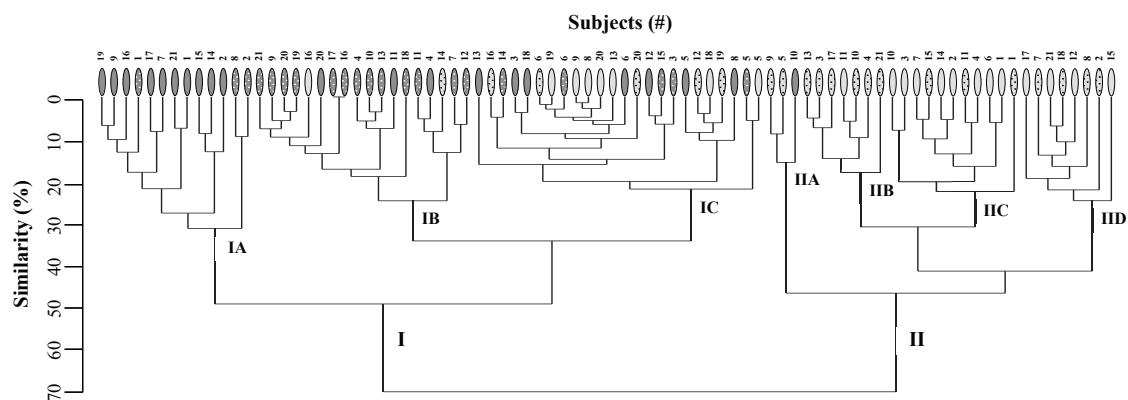 Subjects (#)
19 9 16 1 17 7 21 1 15 14 2 8 2 21 9 20 19 16 20 17 16 4 10 13 11 18 11 4 14 7 12 13 16 14 3 18 6 19 6 9 8 20 13 6 20 12 15 3 5 12 18 19 8 5 5 9 5 10 13 3 17 11 10 4 21 10 3 7 15 14 2 11 4 6 1 1 17 7 21 18 12 8 2 15
Similarity (%)
0
10
20
30
40
50
60
70
IA
IB
IC
IIA
IIB
IIC
IID
I
II